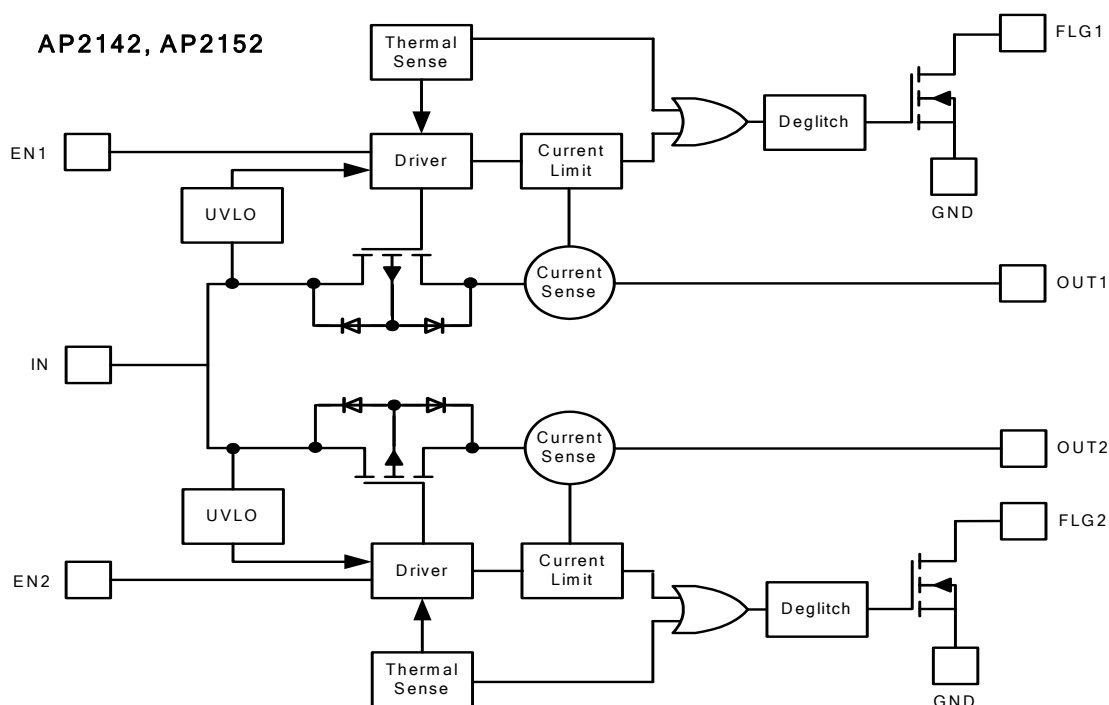 AP2142, AP2152
Thermal
Sense
FLG1
EN1
Driver
Current
Limit
Deglitch
GND
UVLO
Current
Sense
OUT1
IN
Current
Sense
OUT2
UVLO
FLG2
EN2
Driver
Current
Limit
Deglitch
Thermal
Sense
GND